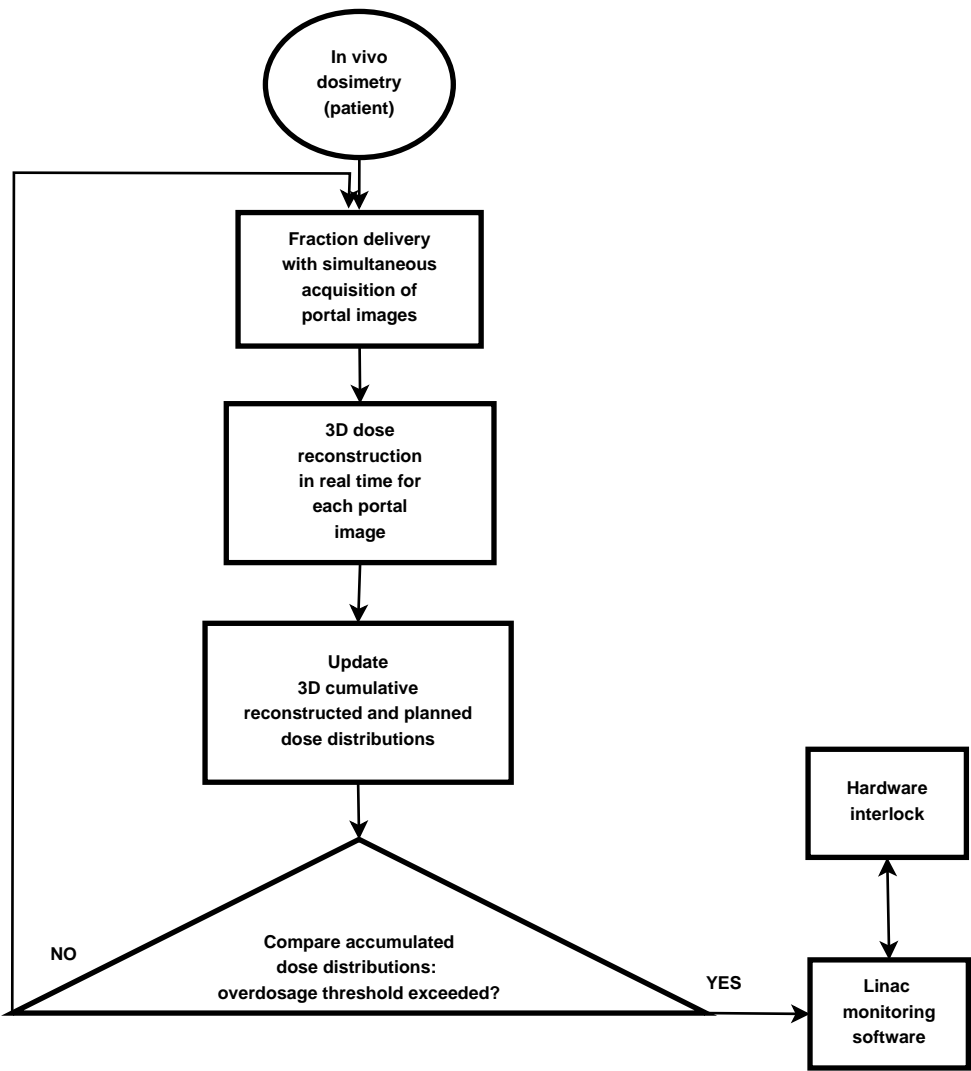 In vivo
dosimetry
(patient)
Fraction delivery
with simultaneous
acquisition of
portal images
3D dose
reconstruction
in real time for
each portal
image
Update
3D cumulative
reconstructed and planned
dose distributions
Hardware
interlock
NO
Compare accumulated
dose distributions:
overdosage threshold exceeded?
YES
Linac
monitoring
software